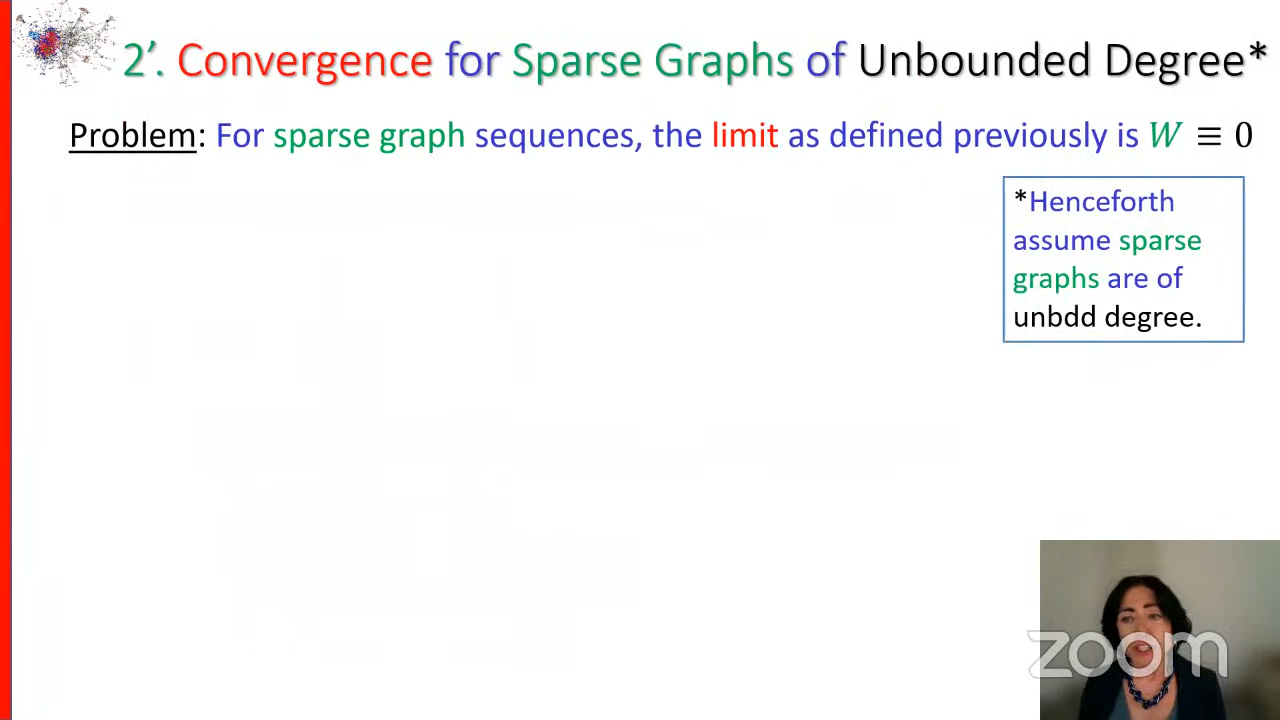 2’. Convergence for Sparse Graphs of Unbounded Degree*
Problem: For sparse graph sequences, the limit as defined previously is W ≡ 0
*Henceforth
assume sparse
graphs are of
unbdd degree.
zoom